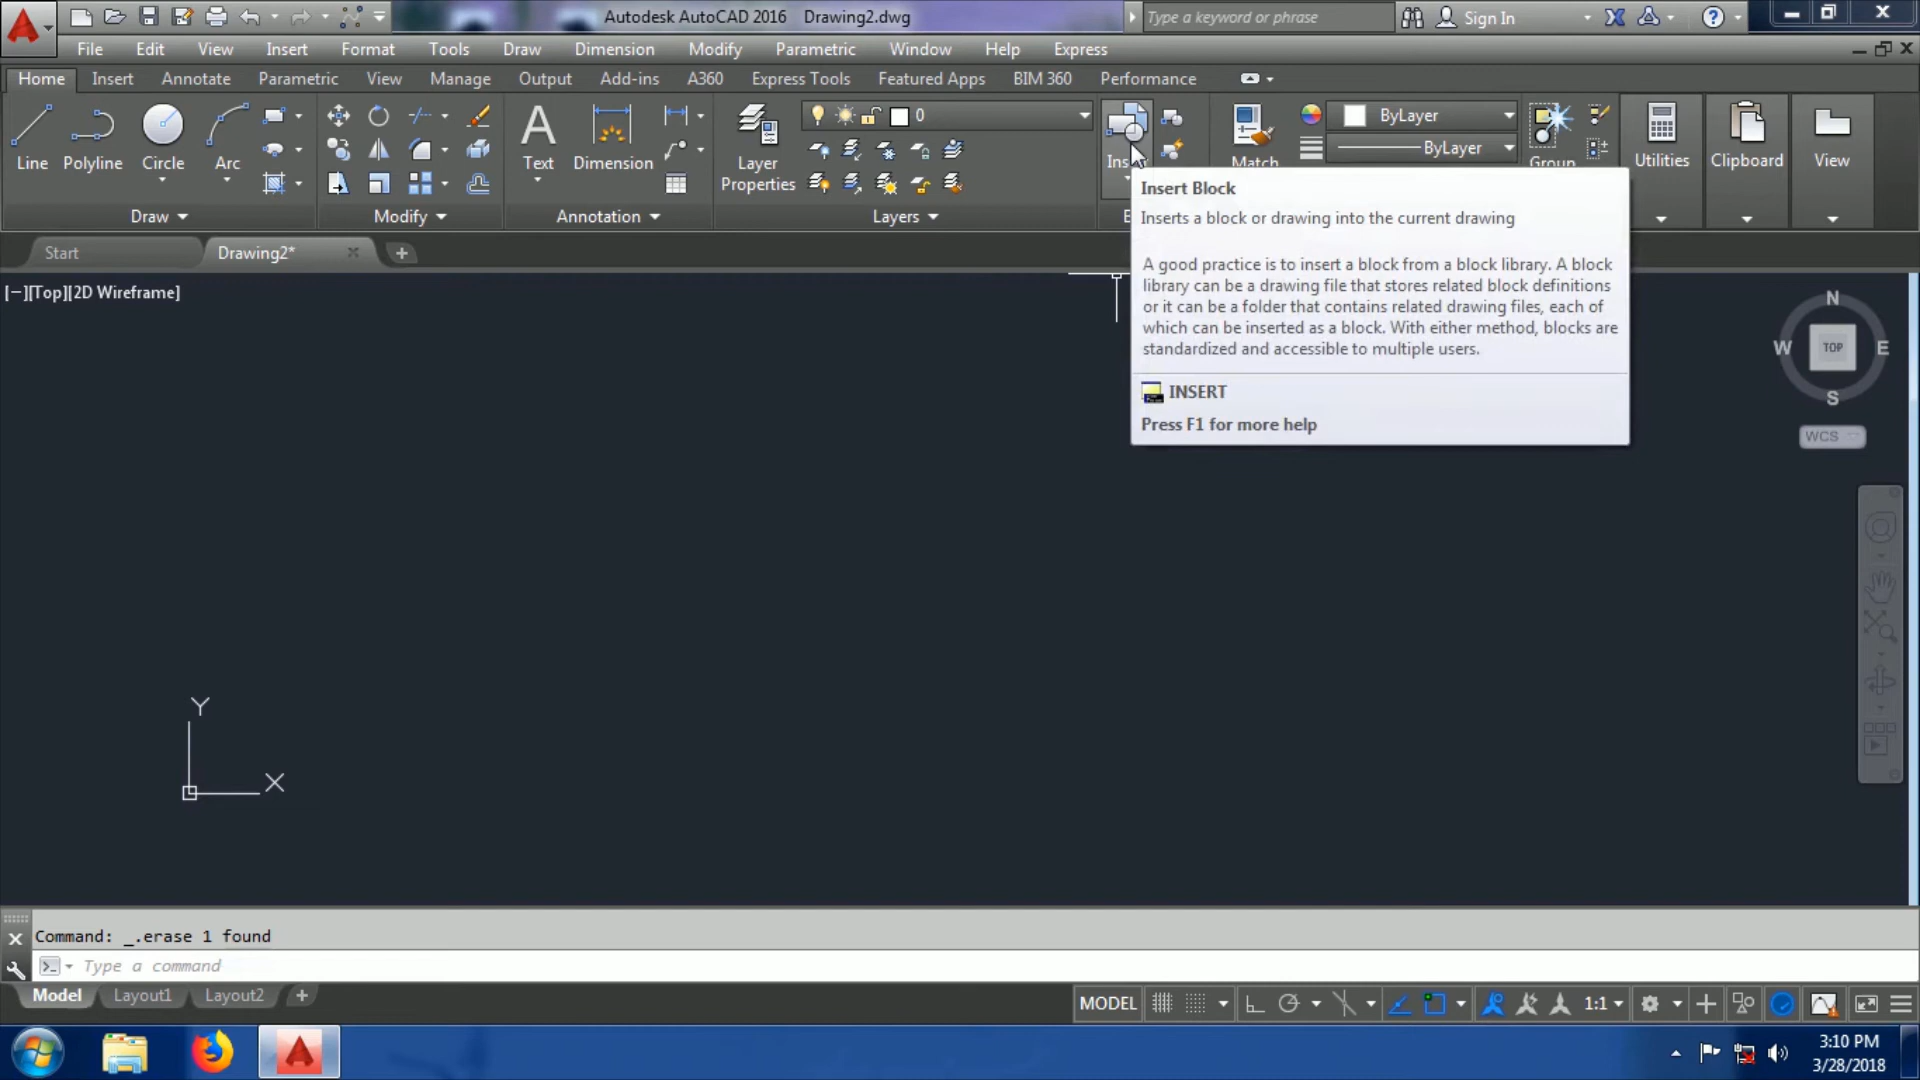 Autodesk AutoCAD 2016 Drawing2.dwg
Type a keyword or phrase
Sign In
File Edit View Insert Format Tools Draw Dimension Modify Parametric Window Help Express
Home Insert Annotate Parametric View Manage Output Add-ins A360 Express Tools Featured Apps BIM 360 Performance
0
ByLayer
ByLayer
Line Polyline Circle Arc
Text Dimension
Layer
Properties
Match
Group
Utilities Clipboard View
Draw Modify Annotation Layers
Start Drawing2*
[−][Top][2D Wireframe]
Insert Block
Inserts a block or drawing into the current drawing
A good practice is to insert a block from a block library. A block
library can be a drawing file that stores related block definitions
or it can be a folder that contains related drawing files, each of
which can be inserted as a block. With either method, blocks are
standardized and accessible to multiple users.
INSERT
Press F1 for more help
N
W TOP E
S
WCS
Y
X
Command: _.erase 1 found
Type a command
Model Layout1 Layout2
MODEL
1:1
3:10 PM
3/28/2018